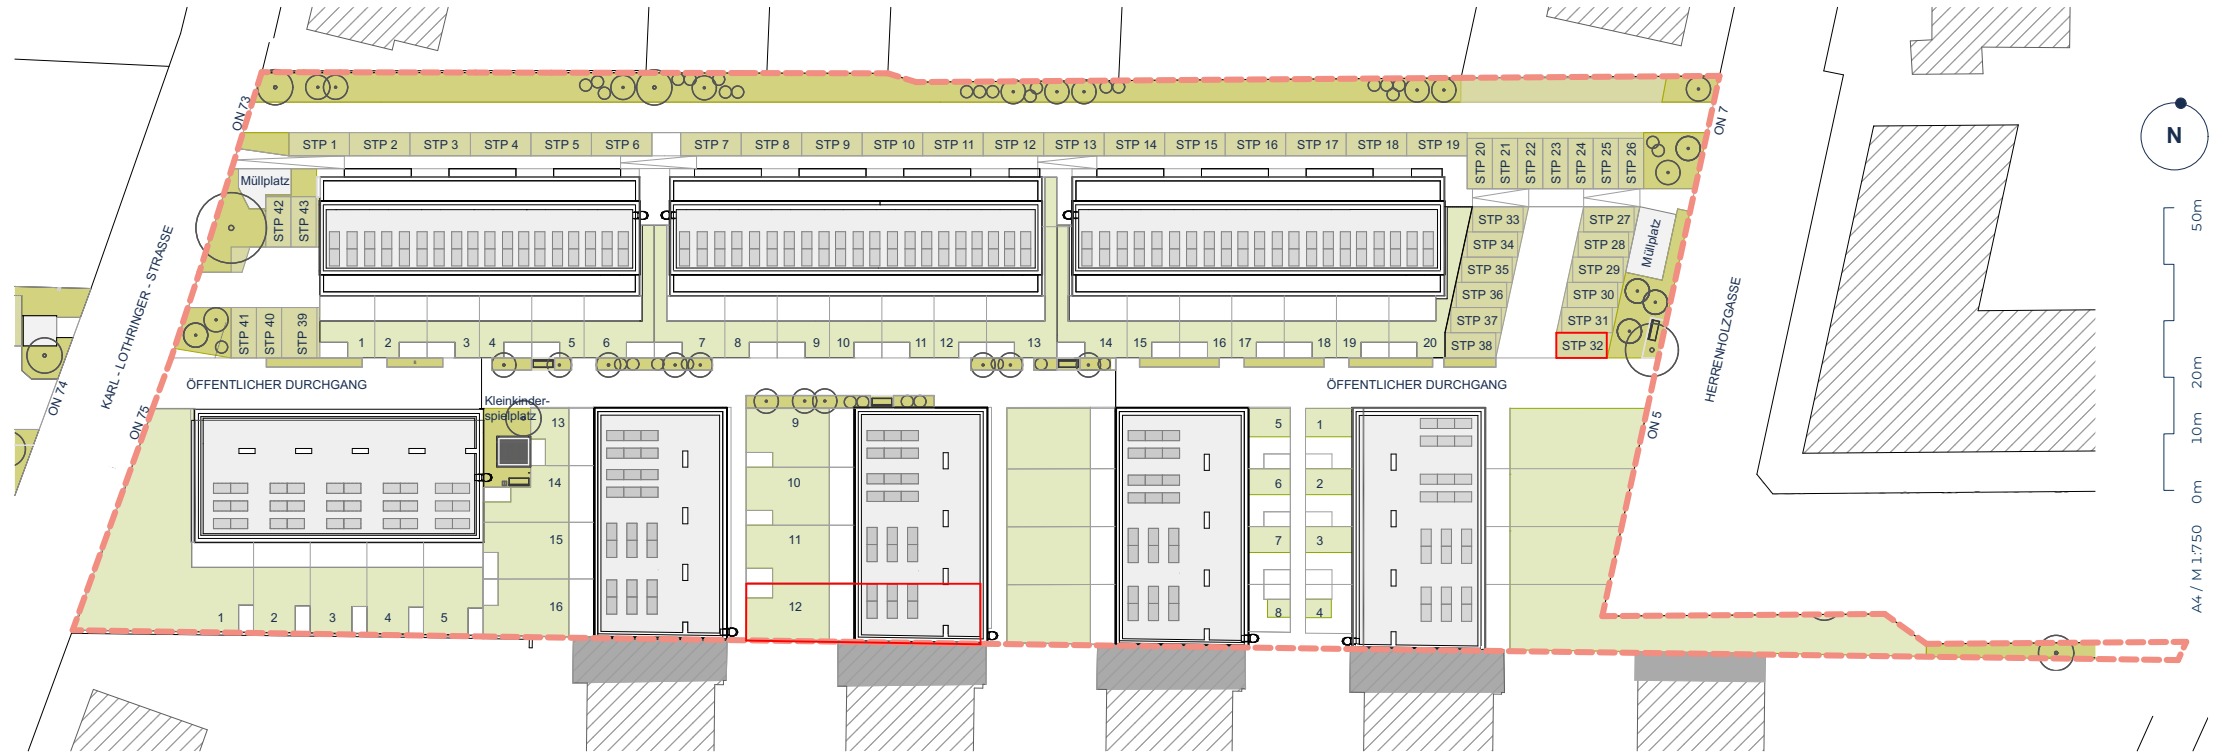 ON 73
ON 7
N
STP 1
STP 2
STP 3
STP 4
STP 5
STP 6
STP 7
STP 8
STP 9
STP 10
STP 11
STP 12
STP 13
STP 14
STP 15
STP 16
STP 17
STP 18
STP 19
STP 20
STP 21
STP 22
STP 23
STP 24
STP 25
STP 26
Müllplatz
STP 42
STP 43
STP 33
STP 27
STP 34
STP 28
STP 35
STP 29
STP 36
STP 30
STP 37
STP 31
STP 38
STP 32
Müllplatz
50m
KARL - LOTHRINGER - STRASSE
HERRENHOLZGASSE
STP 41
STP 40
STP 39
1
2
3
4
5
6
7
8
9
10
11
12
13
14
15
16
17
18
19
20
ON 74
ON 75
ÖFFENTLICHER DURCHGANG
ÖFFENTLICHER DURCHGANG
20m
Kleinkinder-
spielplatz
13
9
5
1
ON 5
10m
14
10
6
2
0m
15
11
7
3
16
12
8
4
1
2
3
4
5
A4 / M 1:750